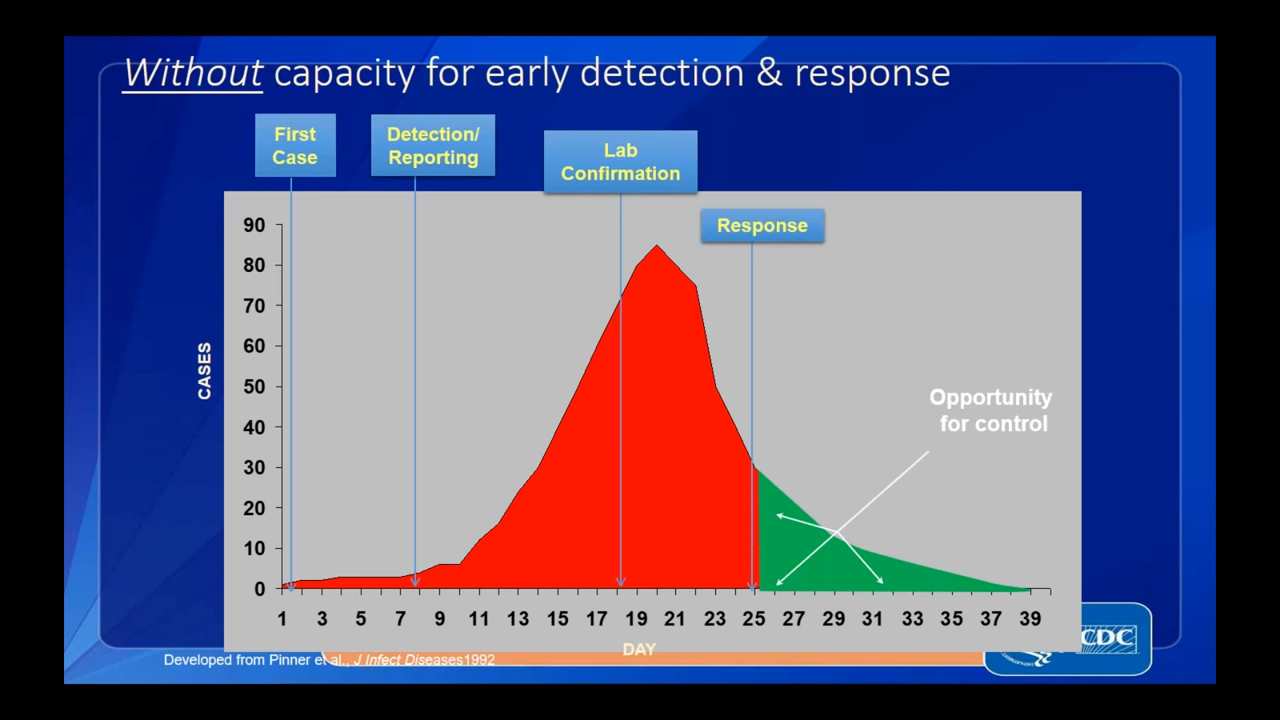 Without capacity for early detection & response
First
Case
Detection/
Reporting
Lab
Confirmation
Response
90
80
70
60
50
40
30
20
10
0
CASES
Opportunity
for control
1 3 5 7 9 11 13 15 17 19 21 23 25 27 29 31 33 35 37 39
DAY
CDC
Developed from Pinner et al., J Infect Diseases1992